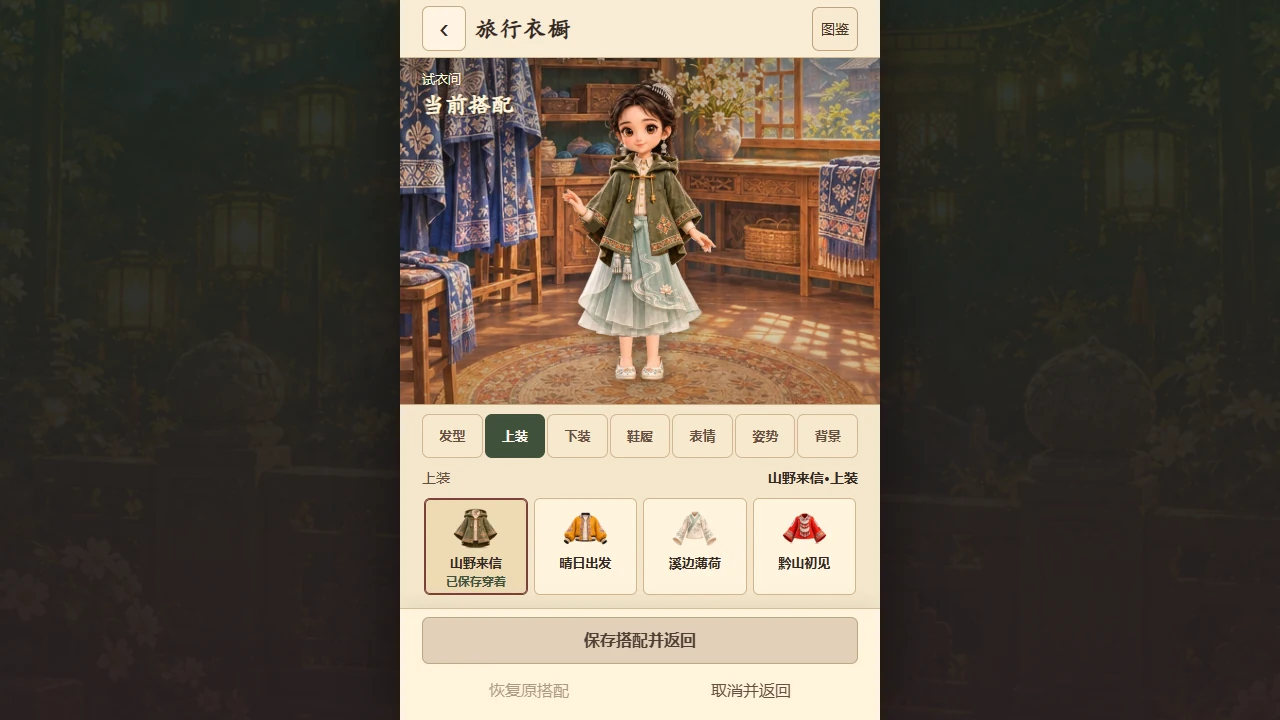 ‹
旅行衣橱
图鉴
试衣间
当前搭配
发型
上装
下装
鞋履
表情
姿势
背景
上装
山野来信·上装
山野来信
已保存穿着
晴日出发
溪边薄荷
黔山初见
保存搭配并返回
恢复原搭配
取消并返回